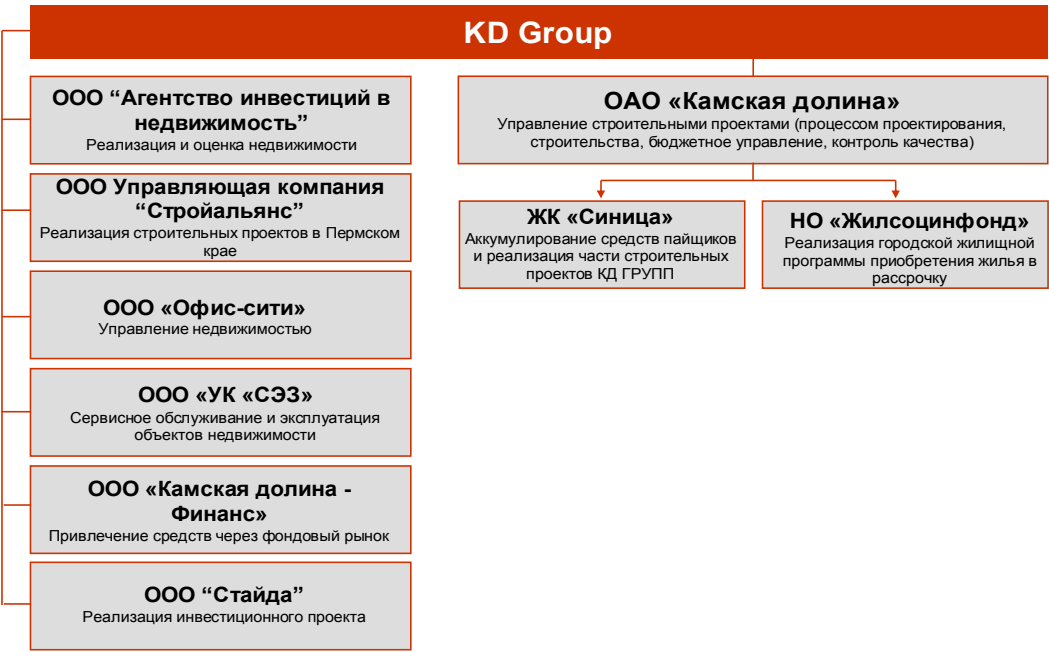 KD Group
ООО “Агентство инвестиций в
недвижимость”
Реализация и оценка недвижимости
ООО Управляющая компания
“Стройальянс”
Реализация строительных проектов в Пермском
крае
ООО «Офис-сити»
Управление недвижимостью
ООО «УК «СЭЗ»
Сервисное обслуживание и эксплуатация
объектов недвижимости
ООО «Камская долина -
Финанс»
Привлечение средств через фондовый рынок
ООО “Стайда”
Реализация инвестиционного проекта
ОАО «Камская долина»
Управление строительными проектами (процессом проектирования,
строительства, бюджетное управление, контроль качества)
ЖК «Синица»
Аккумулирование средств пайщиков
и реализация части строительных
проектов КД ГРУПП
НО «Жилсоцинфонд»
Реализация городской жилищной
программы приобретения жилья в
рассрочку